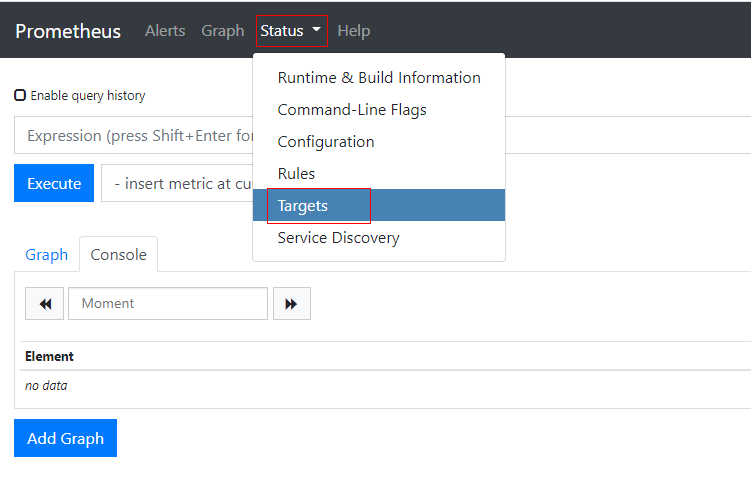 Prometheus Alerts Graph Status Help
Runtime & Build Information
Enable query history
Command-Line Flags
Expression (press Shift+Enter for
Configuration
Rules
Execute - insert metric at cu
Targets
Service Discovery
Graph Console
Moment
Element
no data
Add Graph